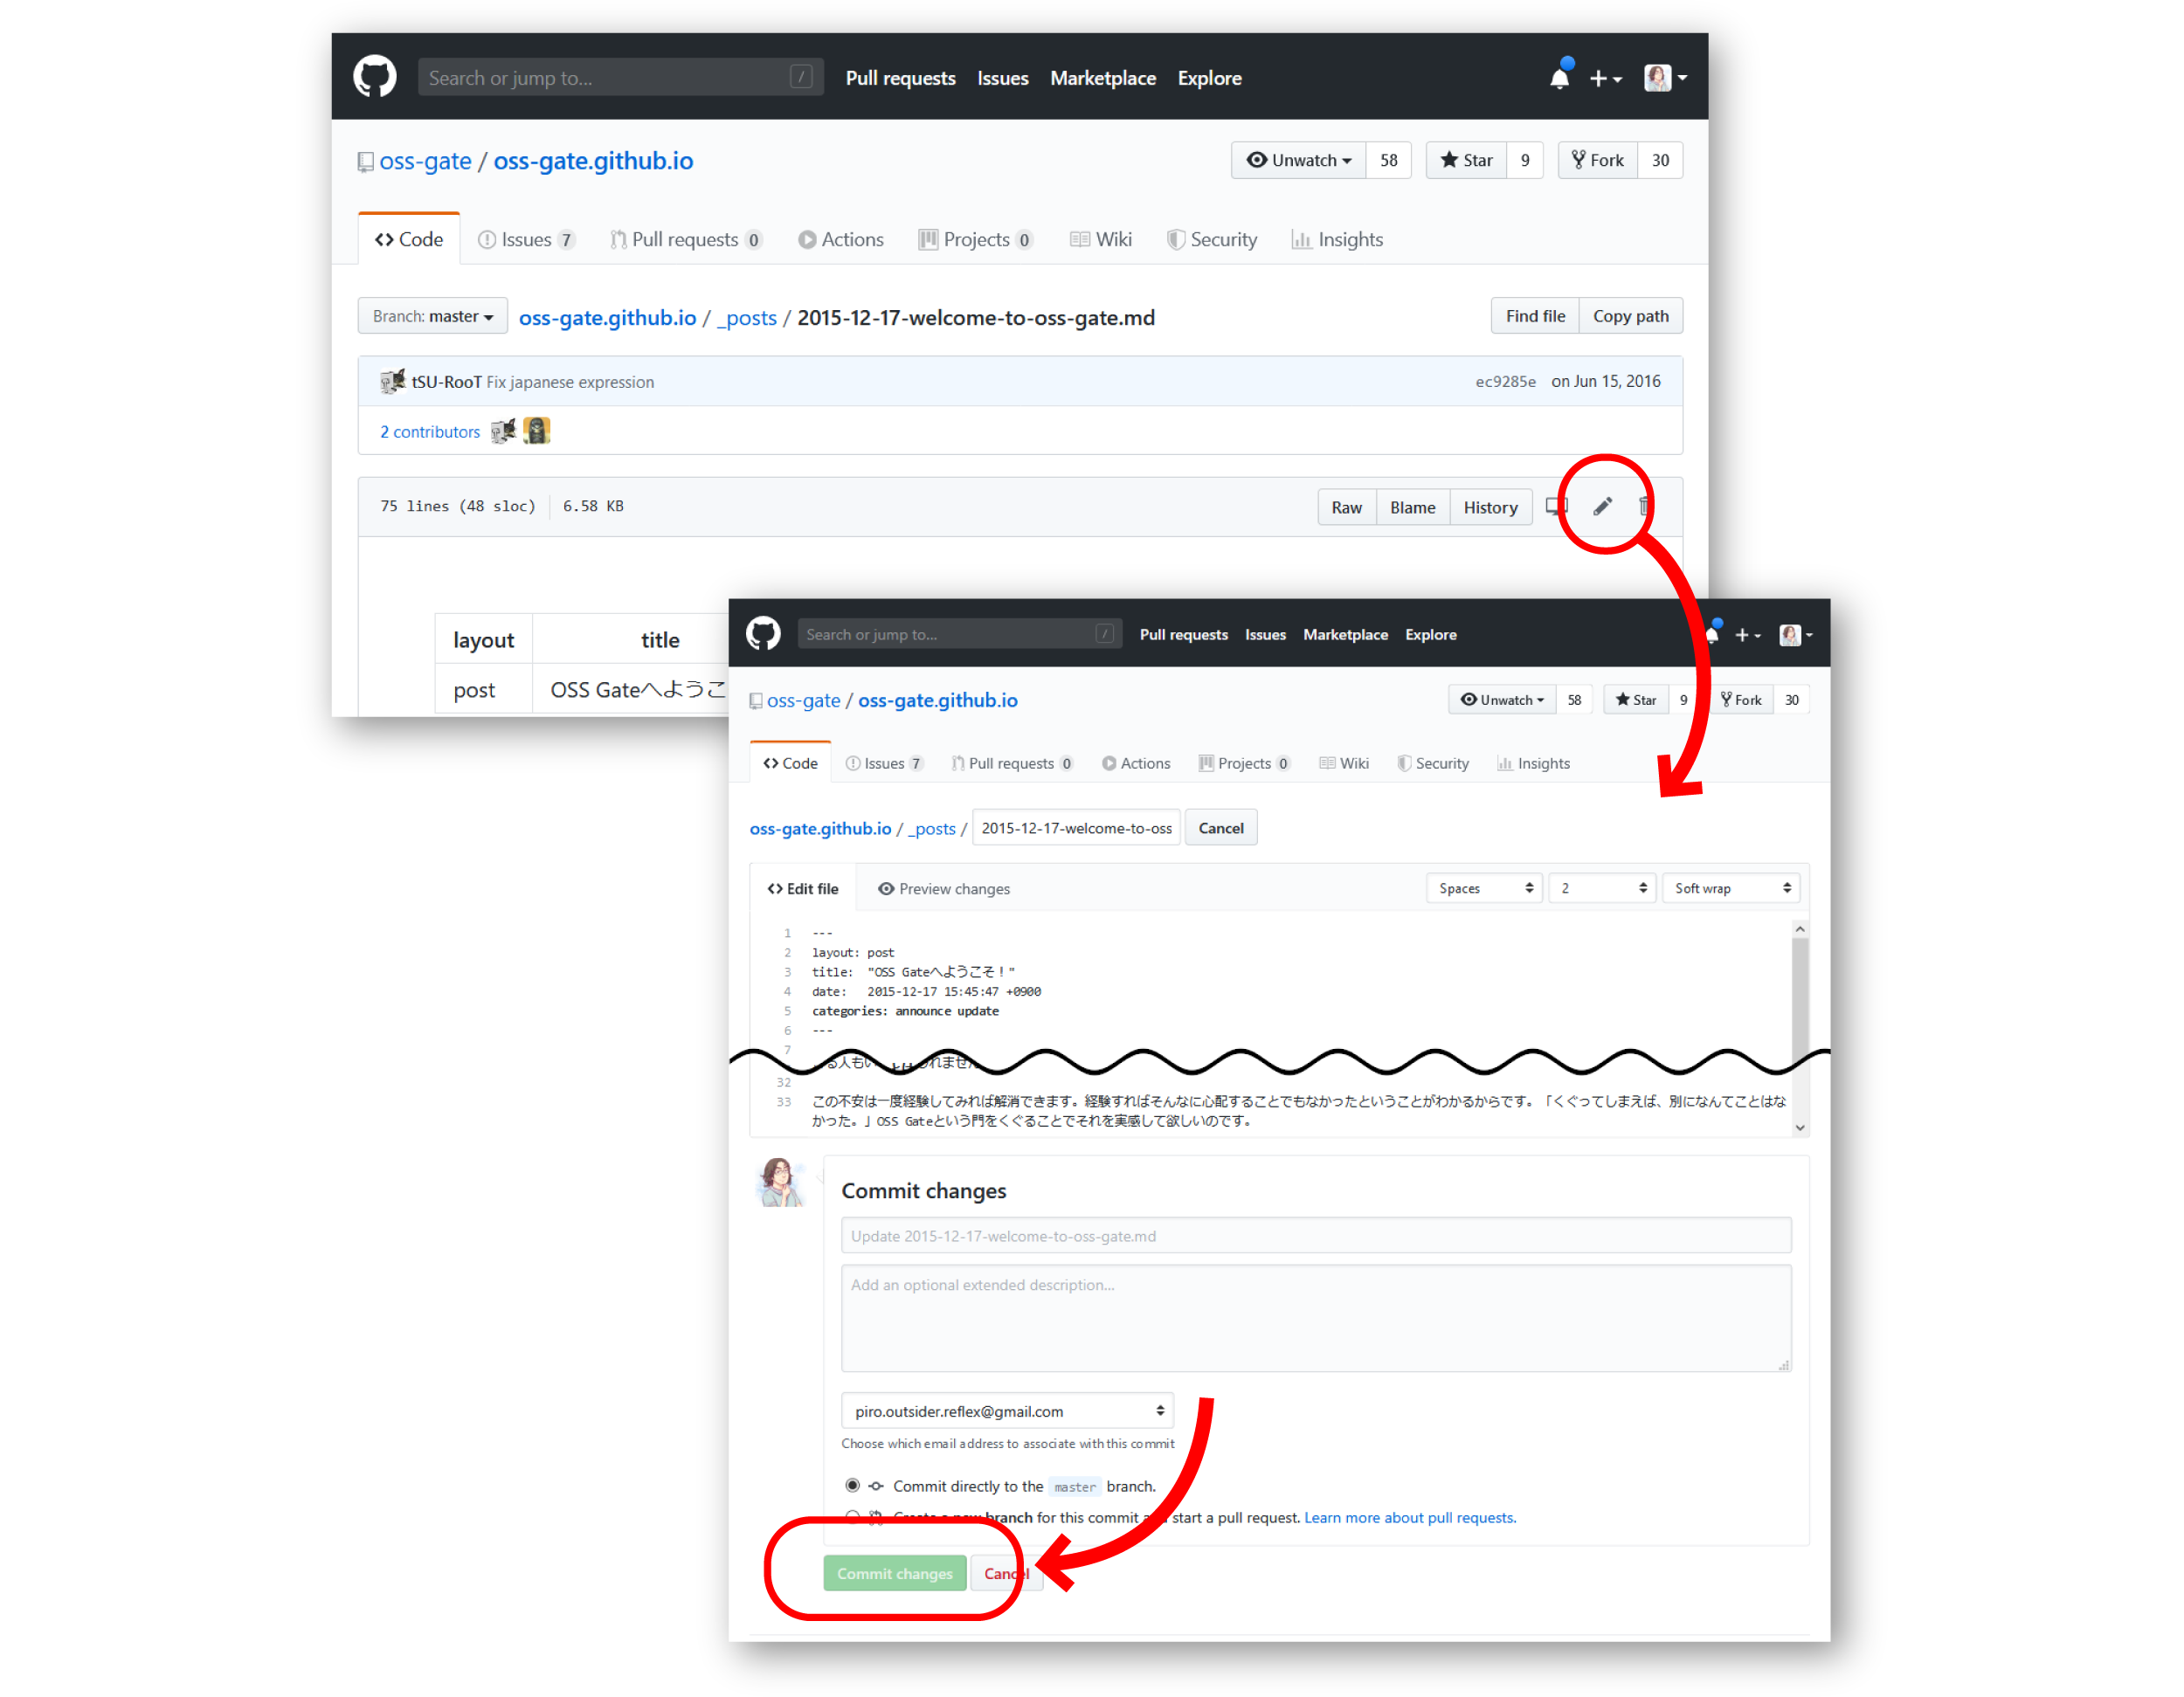 Search or jump to... / Pull requests Issues Marketplace Explore
oss-gate / oss-gate.github.io Unwatch 58 Star 9 Fork 30
Code Issues 7 Pull requests 0 Actions Projects 0 Wiki Security Insights
Branch: master oss-gate.github.io / _posts / 2015-12-17-welcome-to-oss-gate.md Find file Copy path
tSU-RooT Fix japanese expression ec9285e on Jun 15, 2016
2 contributors
75 lines (48 sloc) 6.58 KB Raw Blame History
layout title
post OSS Gateへようこ
Search or jump to... / Pull requests Issues Marketplace Explore
oss-gate / oss-gate.github.io Unwatch 58 Star 9 Fork 30
Code Issues 7 Pull requests 0 Actions Projects 0 Wiki Security Insights
oss-gate.github.io / _posts / 2015-12-17-welcome-to-oss Cancel
Edit file Preview changes Spaces 2 Soft wrap
1 ---
2 layout: post
3 title: "OSS Gateへようこそ！"
4 date: 2015-12-17 15:45:47 +0900
5 categories: announce update
6 ---
7
る人もい
れません
32
33 この不安は一度経験してみれば解消できます。経験すればそんなに心配することでもなかったということがわかるからです。「くぐってしまえば、別になんてことはな
かった。」OSS Gateという門をくぐることでそれを実感して欲しいのです。
Commit changes
Update 2015-12-17-welcome-to-oss-gate.md
Add an optional extended description...
piro.outsider.reflex@gmail.com
Choose which email address to associate with this commit
Commit directly to the master branch.
Create a new branch for this commit and start a pull request. Learn more about pull requests.
Commit changes Cancel